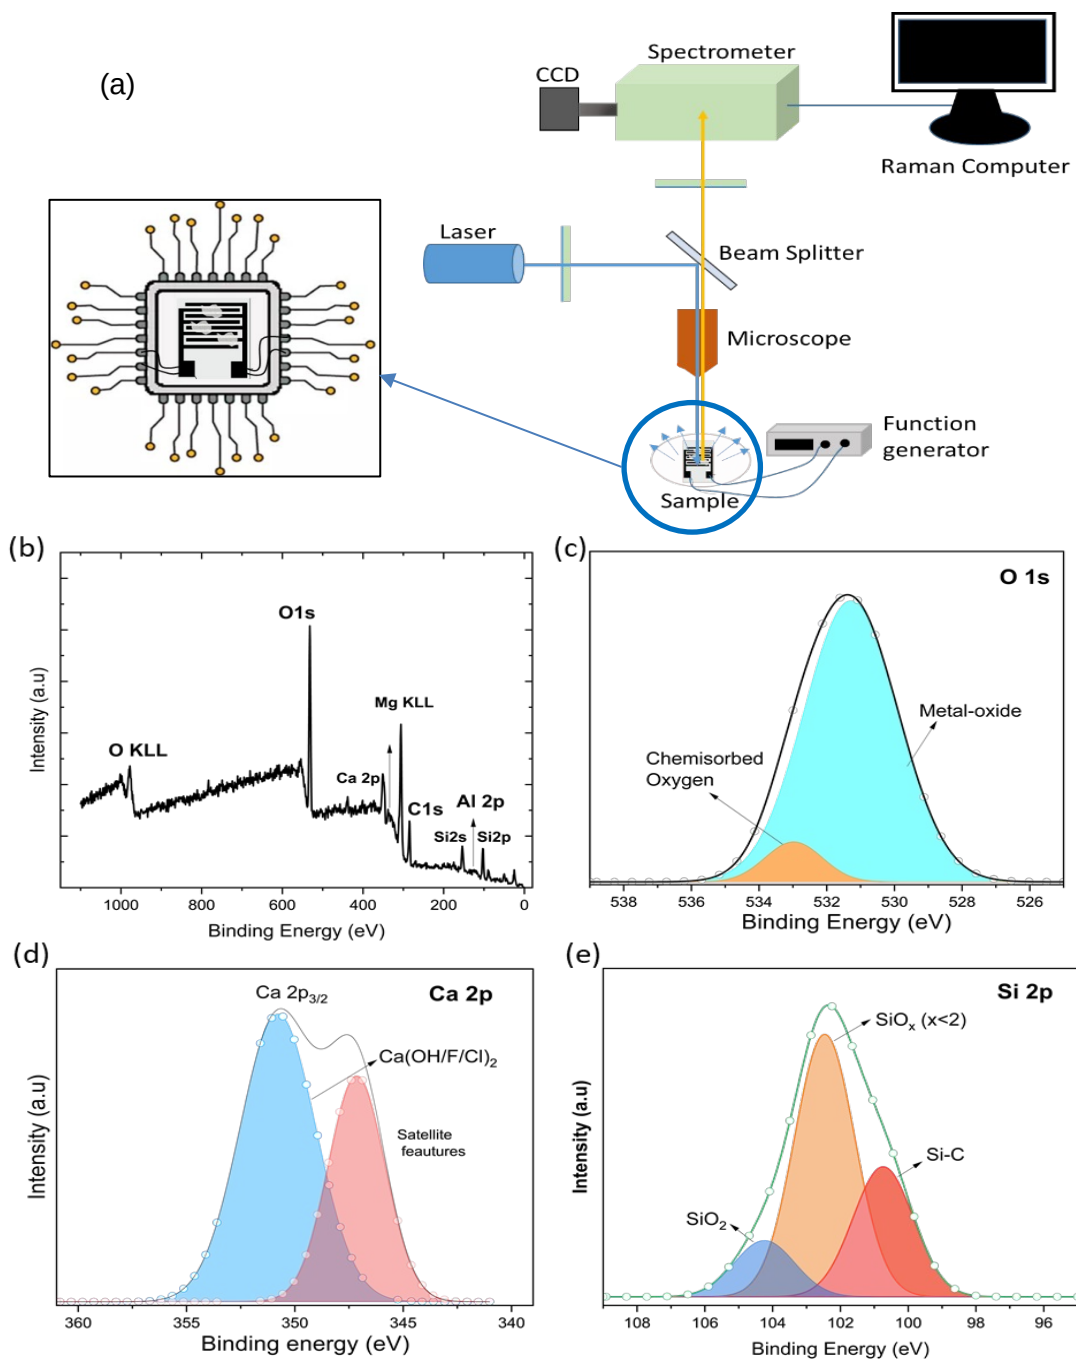 (a)
Spectrometer
CCD
Raman Computer
Laser
Beam Splitter
Microscope
Function
generator
Sample
(b)
O1s
Mg KLL
O KLL
Ca 2p
C1s
Al 2p
Si2s
Si2p
Intensity (a.u)
1000 800 600 400 200 0
Binding Energy (eV)
(c)
O 1s
Metal-oxide
Chemisorbed
Oxygen
538 536 534 532 530 528 526
Binding Energy (eV)
(d)
Ca 2p3/2
Ca 2p
Ca(OH/F/Cl)2
Satellite
feautures
Intensity (a.u)
360 355 350 345 340
Binding energy (eV)
(e)
Si 2p
SiOx (x<2)
Si-C
SiO2
Intensity (a.u)
108 106 104 102 100 98 96
Binding Energy (eV)